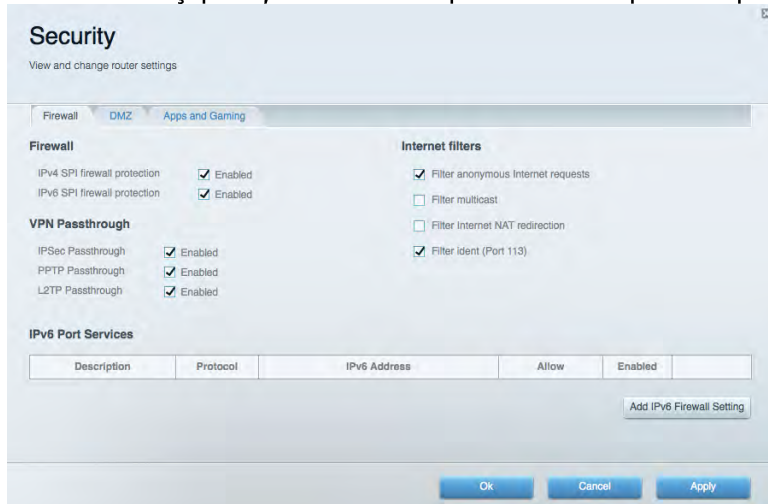 Security
View and change router settings
Firewall DMZ Apps and Gaming
Firewall
IPv4 SPI firewall protection Enabled
IPv6 SPI firewall protection Enabled
VPN Passthrough
IPSec Passthrough Enabled
PPTP Passthrough Enabled
L2TP Passthrough Enabled
Internet filters
Filter anonymous Internet requests
Filter multicast
Filter Internet NAT redirection
Filter ident (Port 113)
IPv6 Port Services
Description Protocol IPv6 Address Allow Enabled
Add IPv6 Firewall Setting
Ok Cancel Apply